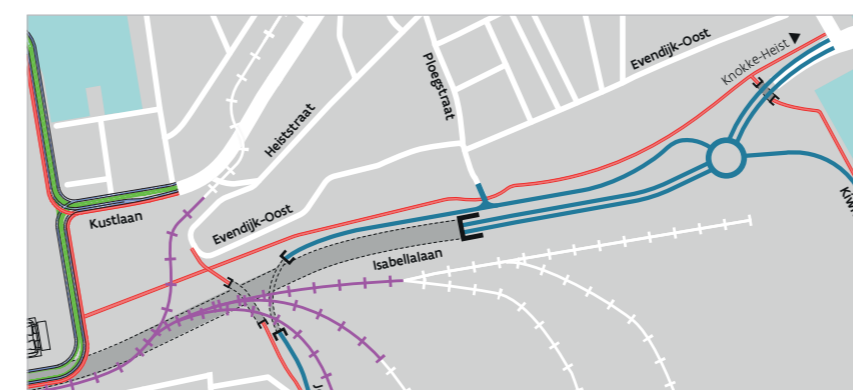 Evendijk-Oost
Knokke-Heist
Ploegstraat
Heiststraat
Kustlaan
Evendijk-Oost
Isabellalaan